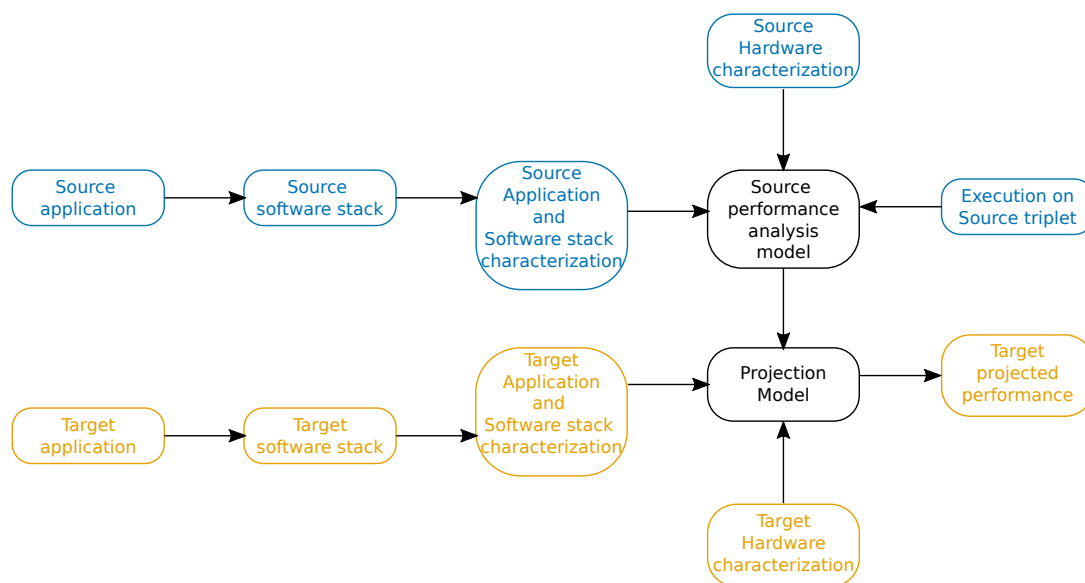 Source
Hardware
characterization
Source
application
Source
software stack
Source
Application
and
Software stack
characterization
Source
performance
analysis
model
Execution on
Source triplet
Target
application
Target
software stack
Target
Application
and
Software stack
characterization
Projection
Model
Target
projected
performance
Target
Hardware
characterization